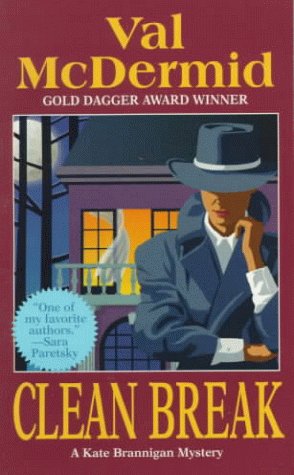 Val
McDermid
GOLD DAGGER AWARD WINNER
"One of
my favorite
authors."
—Sara
Paretsky
CLEAN BREAK
A Kate Brannigan Mystery